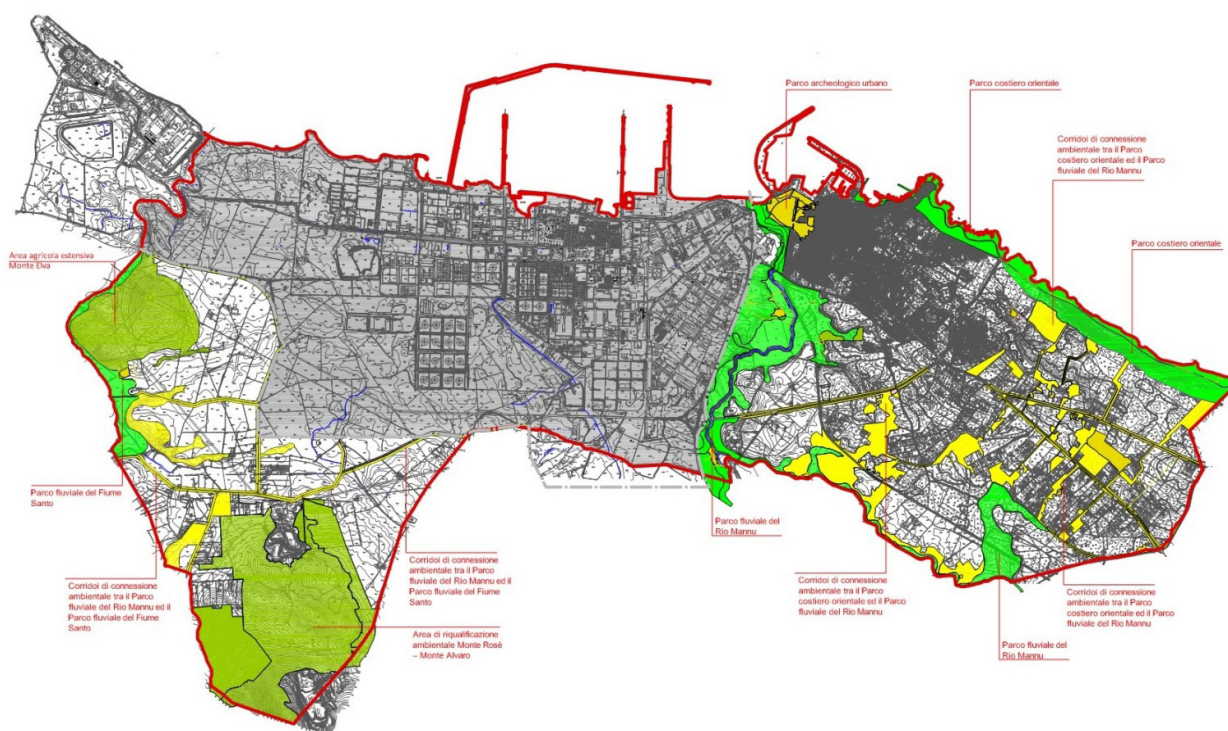 Parco archeologico urbano
Parco costiero orientale
Corridoi di connessione
ambientale tra il Parco
costiero orientale ed il Parco
fluviale del Rio Mannu
Parco costiero orientale
Area agricola estensiva
Monte Elva
Parco fluviale del Fiume
Santo
Parco fluviale del
Rio Mannu
Corridoi di connessione
ambientale tra il Parco
fluviale del Rio Mannu ed il
Parco fluviale del Fiume
Santo
Corridoi di connessione
ambientale tra il Parco
fluviale del Rio Mannu ed il
Parco fluviale del Fiume
Santo
Area di riqualificazione
ambientale Monte Rosè
– Monte Alvaro
Corridoi di connessione
ambientale tra il Parco
costiero orientale ed il Parco
fluviale del Rio Mannu
Corridoi di connessione
ambientale tra il Parco
costiero orientale ed il Parco
fluviale del Rio Mannu
Parco fluviale del
Rio Mannu